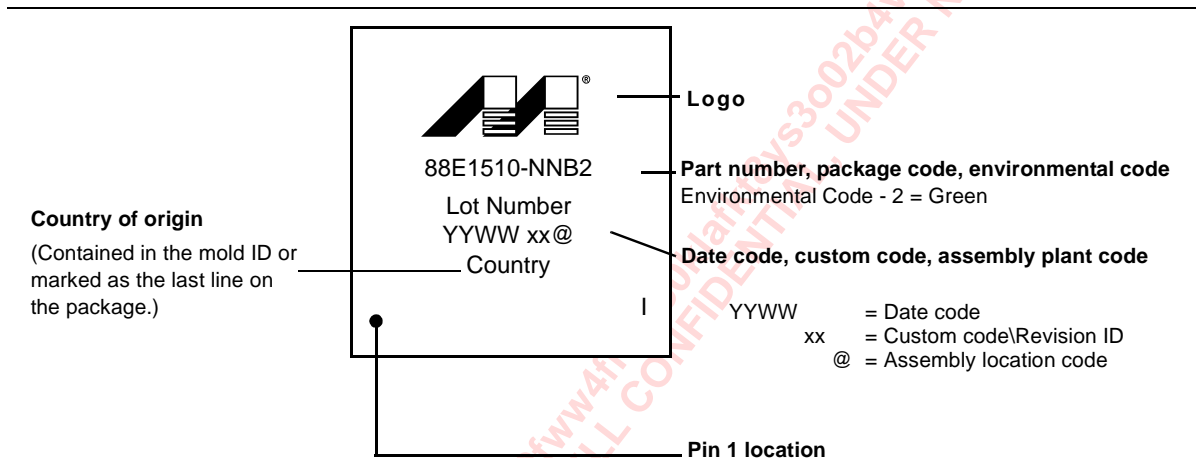 ®
Logo
88E1510-NNB2
Part number, package code, environmental code
Environmental Code - 2 = Green
Lot Number
YYWW xx@
Country
I
Country of origin
(Contained in the mold ID or
marked as the last line on
the package.)
Date code, custom code, assembly plant code
YYWW = Date code
xx = Custom code\Revision ID
@ = Assembly location code
Pin 1 location
CONFIDENTIAL, UNDER